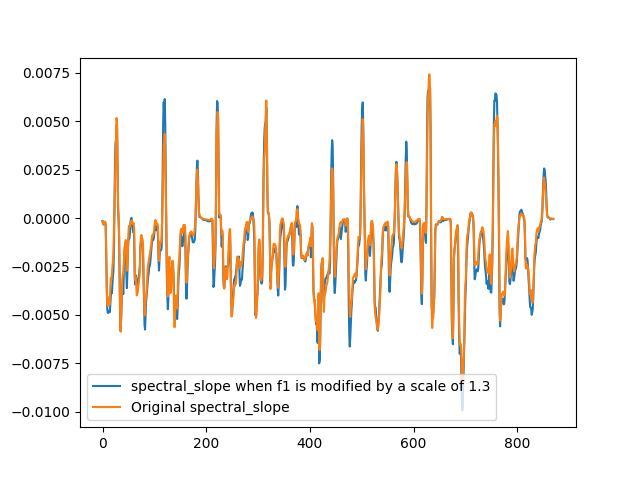 0.0075
0.0050
0.0025
0.0000
−0.0025
−0.0050
−0.0075
−0.0100
spectral_slope when f1 is modified by a scale of 1.3
Original spectral_slope
0 200 400 600 800